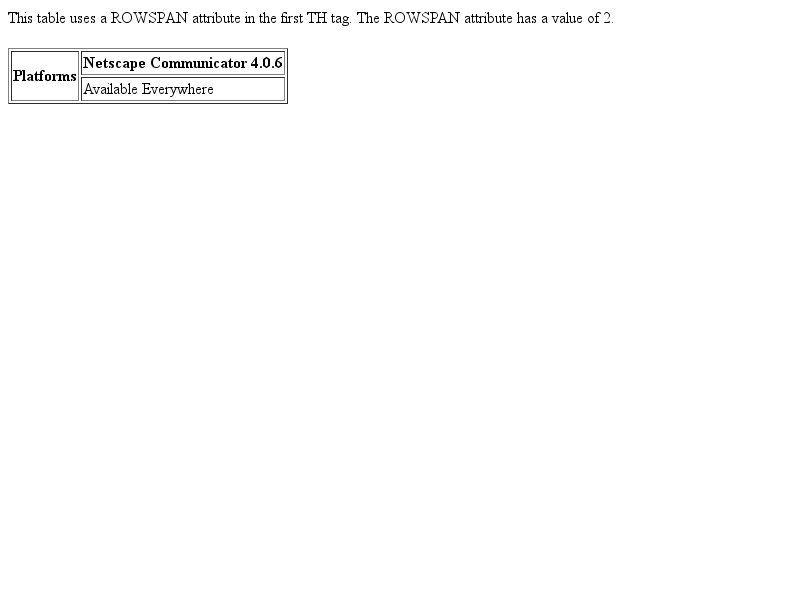 This table uses a ROWSPAN attribute in the first TH tag. The ROWSPAN attribute has a value of 2.
Platforms
Netscape Communicator 4.0.6
Available Everywhere